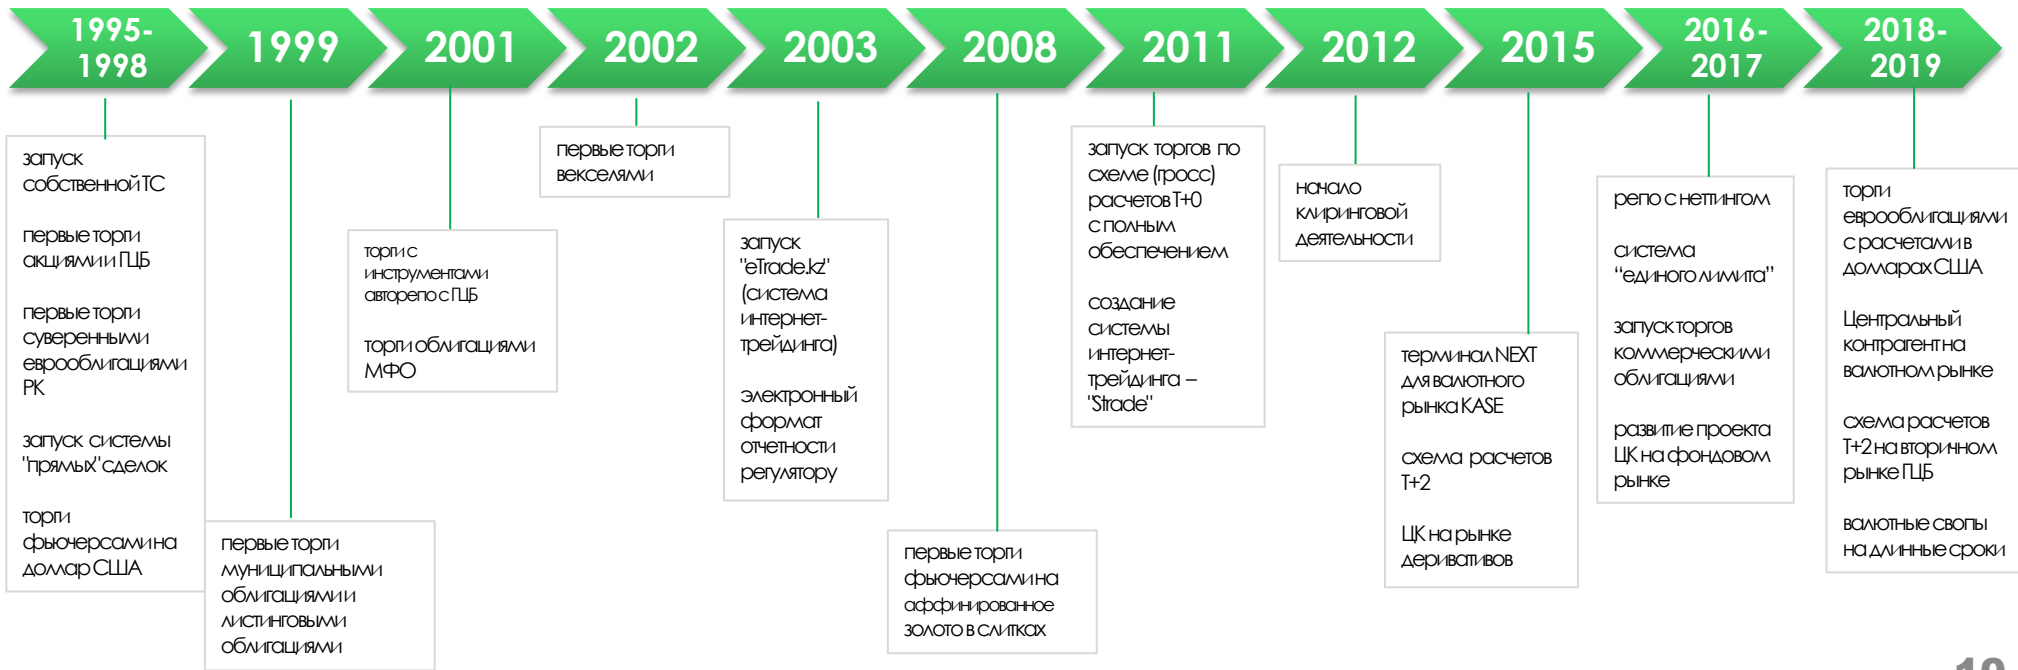 1995-
1998
1999
2001
2002
2003
2008
2011
2012
2015
2016-
2017
2018-
2019
запуск
собственной ТС
первые торги
акциями и ГЦБ
первые торги
суверенными
еврооблигациями
РК
запуск системы
"прямых" сделок
торги
фьючерсами на
доллар США
первые торги
муниципальными
облигациями и
листинговыми
облигациями
торги с
инструментами
авторепо с ГЦБ
торги облигациями
МФО
первые торги
векселями
запуск
"eTrade.kz"
(система
интернет-
трейдинга)
электронный
формат
отчетности
регулятору
первые торги
фьючерсами на
аффинированное
золото в слитках
запуск торгов по
схеме (гросс)
расчетов Т+0
с полным
обеспечением
создание
системы
интернет-
трейдинга –
"Strade"
начало
клиринговой
деятельности
терминал NEXT
для валютного
рынка KASE
схема расчетов
Т+2
ЦК на рынке
деривативов
репо с неттингом
система
“единого лимита”
запуск торгов
коммерческими
облигациями
развитие проекта
ЦК на фондовом
рынке
торги
еврооблигациями
с расчетами в
долларах США
Центральный
контрагент на
валютном рынке
схема расчетов
Т+2 на вторичном
рынке ГЦБ
валютные свопы
на длинные сроки